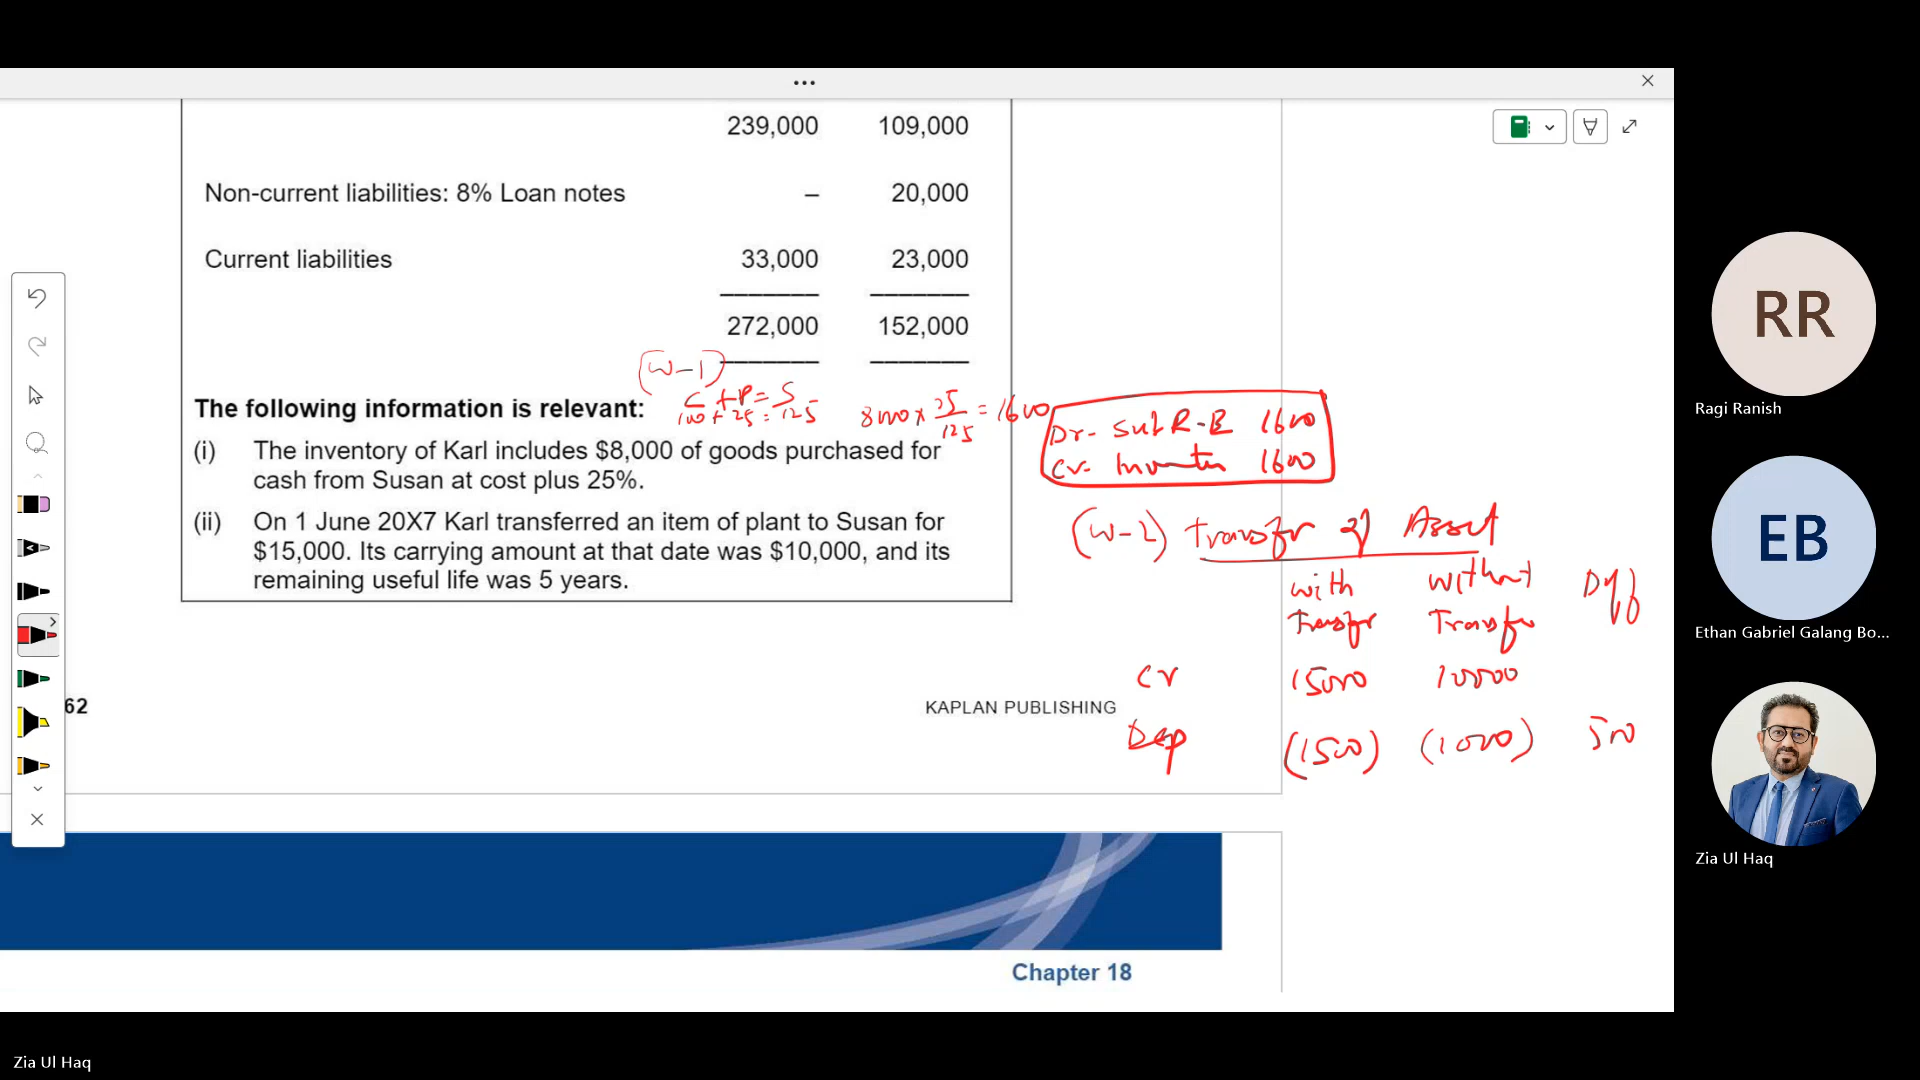 239,000 109,000
Non-current liabilities: 8% Loan notes – 20,000
Current liabilities 33,000 23,000
272,000 152,000
(W-1)
C + P = S
100 + 25 = 125
8000 × 25/125 = 1600
Dr- Sub R-E 1600
Cr- Inventory 1600
The following information is relevant:
(i) The inventory of Karl includes $8,000 of goods purchased for
cash from Susan at cost plus 25%.
(ii) On 1 June 20X7 Karl transferred an item of plant to Susan for
$15,000. Its carrying amount at that date was $10,000, and its
remaining useful life was 5 years.
(W-2) Transfer of Asset
with without Diff
Transfer Transfer
CV 15000 10000
Dep (1500) (1000) 500
62 KAPLAN PUBLISHING
Chapter 18
RR
Ragi Ranish
EB
Ethan Gabriel Galang Bo...
Zia Ul Haq
Zia Ul Haq